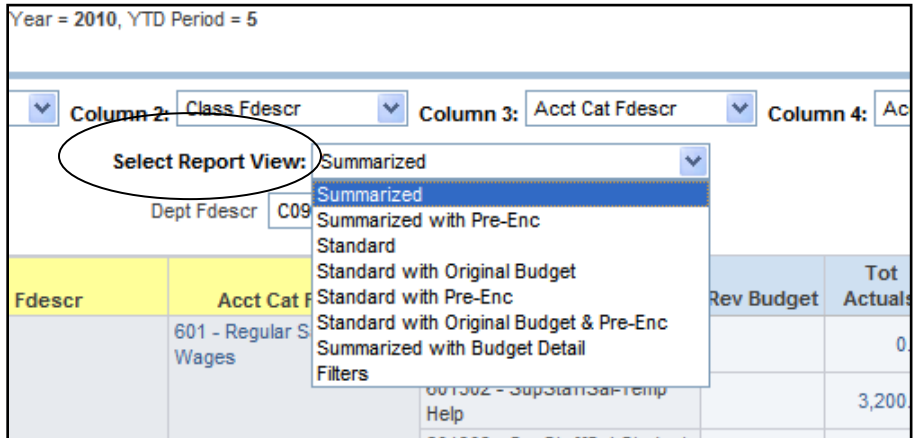 Year = 2010, YTD Period = 5
Column 2: Class Fdescr Column 3: Acct Cat Fdescr Column 4: Ac
Select Report View: Summarized
Dept Fdescr C09
Summarized
Summarized with Pre-Enc
Standard
Standard with Original Budget
Standard with Pre-Enc
Standard with Original Budget & Pre-Enc
Summarized with Budget Detail
Filters
Fdescr Acct Cat F Rev Budget Tot Actuals
601 - Regular S
Wages
0.
Help
3,200.